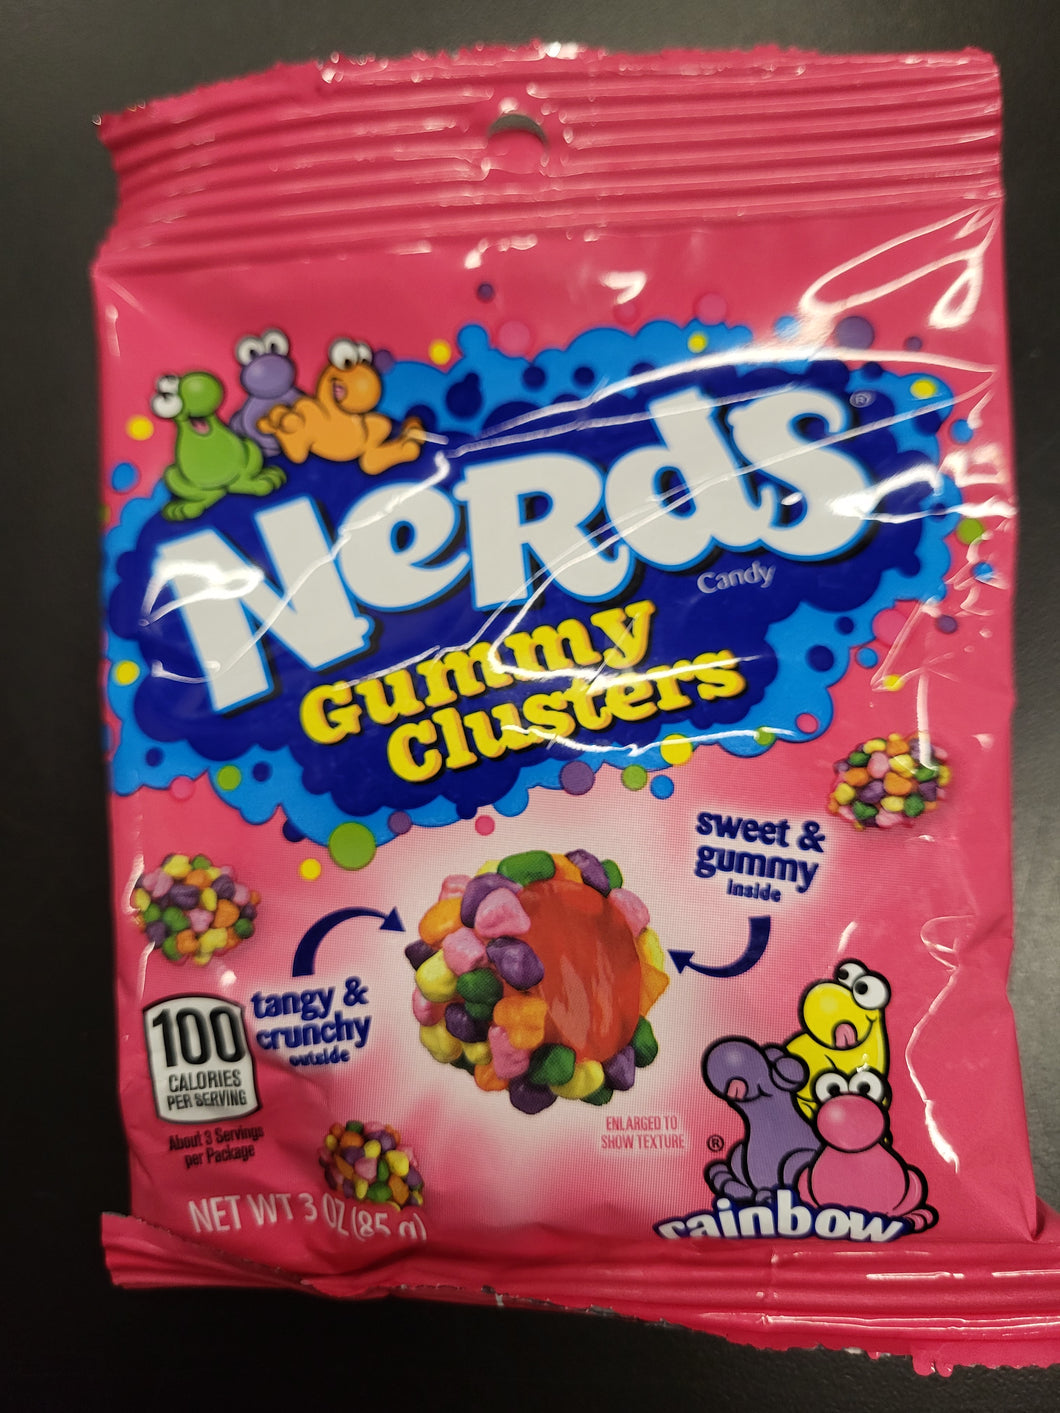 NeRdS®
Candy
Gummy
Clusters
sweet &
gummy
inside
tangy &
crunchy
outside
100
CALORIES
PER SERVING
About 3 Servings
per Package
ENLARGED TO
SHOW TEXTURE
®
NET WT 3 OZ (85 g)
rainbow